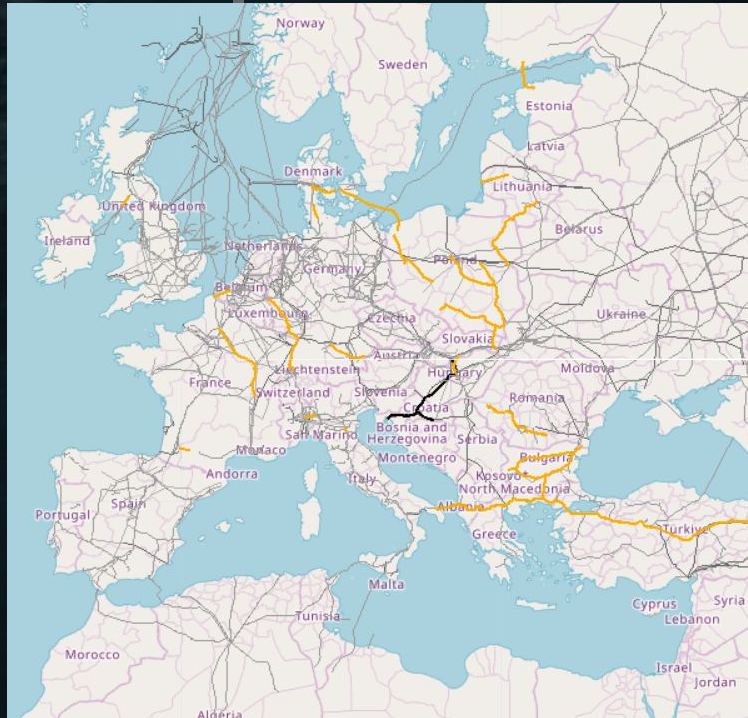 Norway
Sweden
Estonia
Latvia
Denmark
Lithuania
United Kingdom
Belarus
Ireland
Netherlands
Poland
Germany
Belgium
Luxembourg
Czechia
Ukraine
Slovakia
Austria
Liechtenstein
Hungary
Moldova
France
Switzerland
Slovenia
Romania
Croatia
San Marino
Bosnia and
Herzegovina
Serbia
Monaco
Montenegro
Bulgaria
Andorra
Italy
Kosovo*
North Macedonia
Spain
Albania
Portugal
Türkiye
Greece
Malta
Cyprus
Syria
Tunisia
Lebanon
Morocco
Israel
Jordan
Algeria